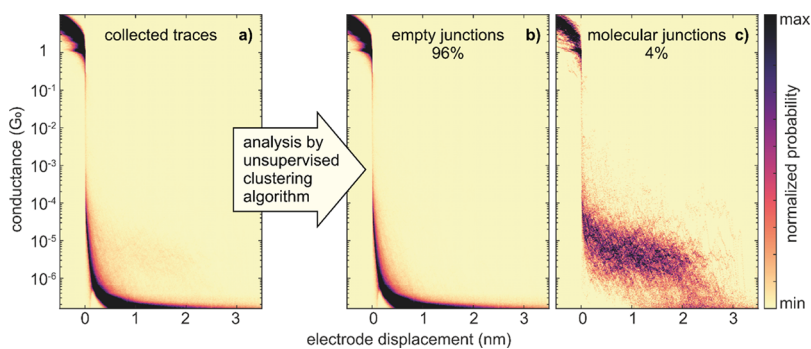 collected traces a)
empty junctions b)
96%
molecular junctions c)
4%
analysis by
unsupervised
clustering
algorithm
conductance (G₀)
1
10⁻¹
10⁻²
10⁻³
10⁻⁴
10⁻⁵
10⁻⁶
0 1 2 3
0 1 2 3
0 1 2 3
electrode displacement (nm)
max
normalized probability
min